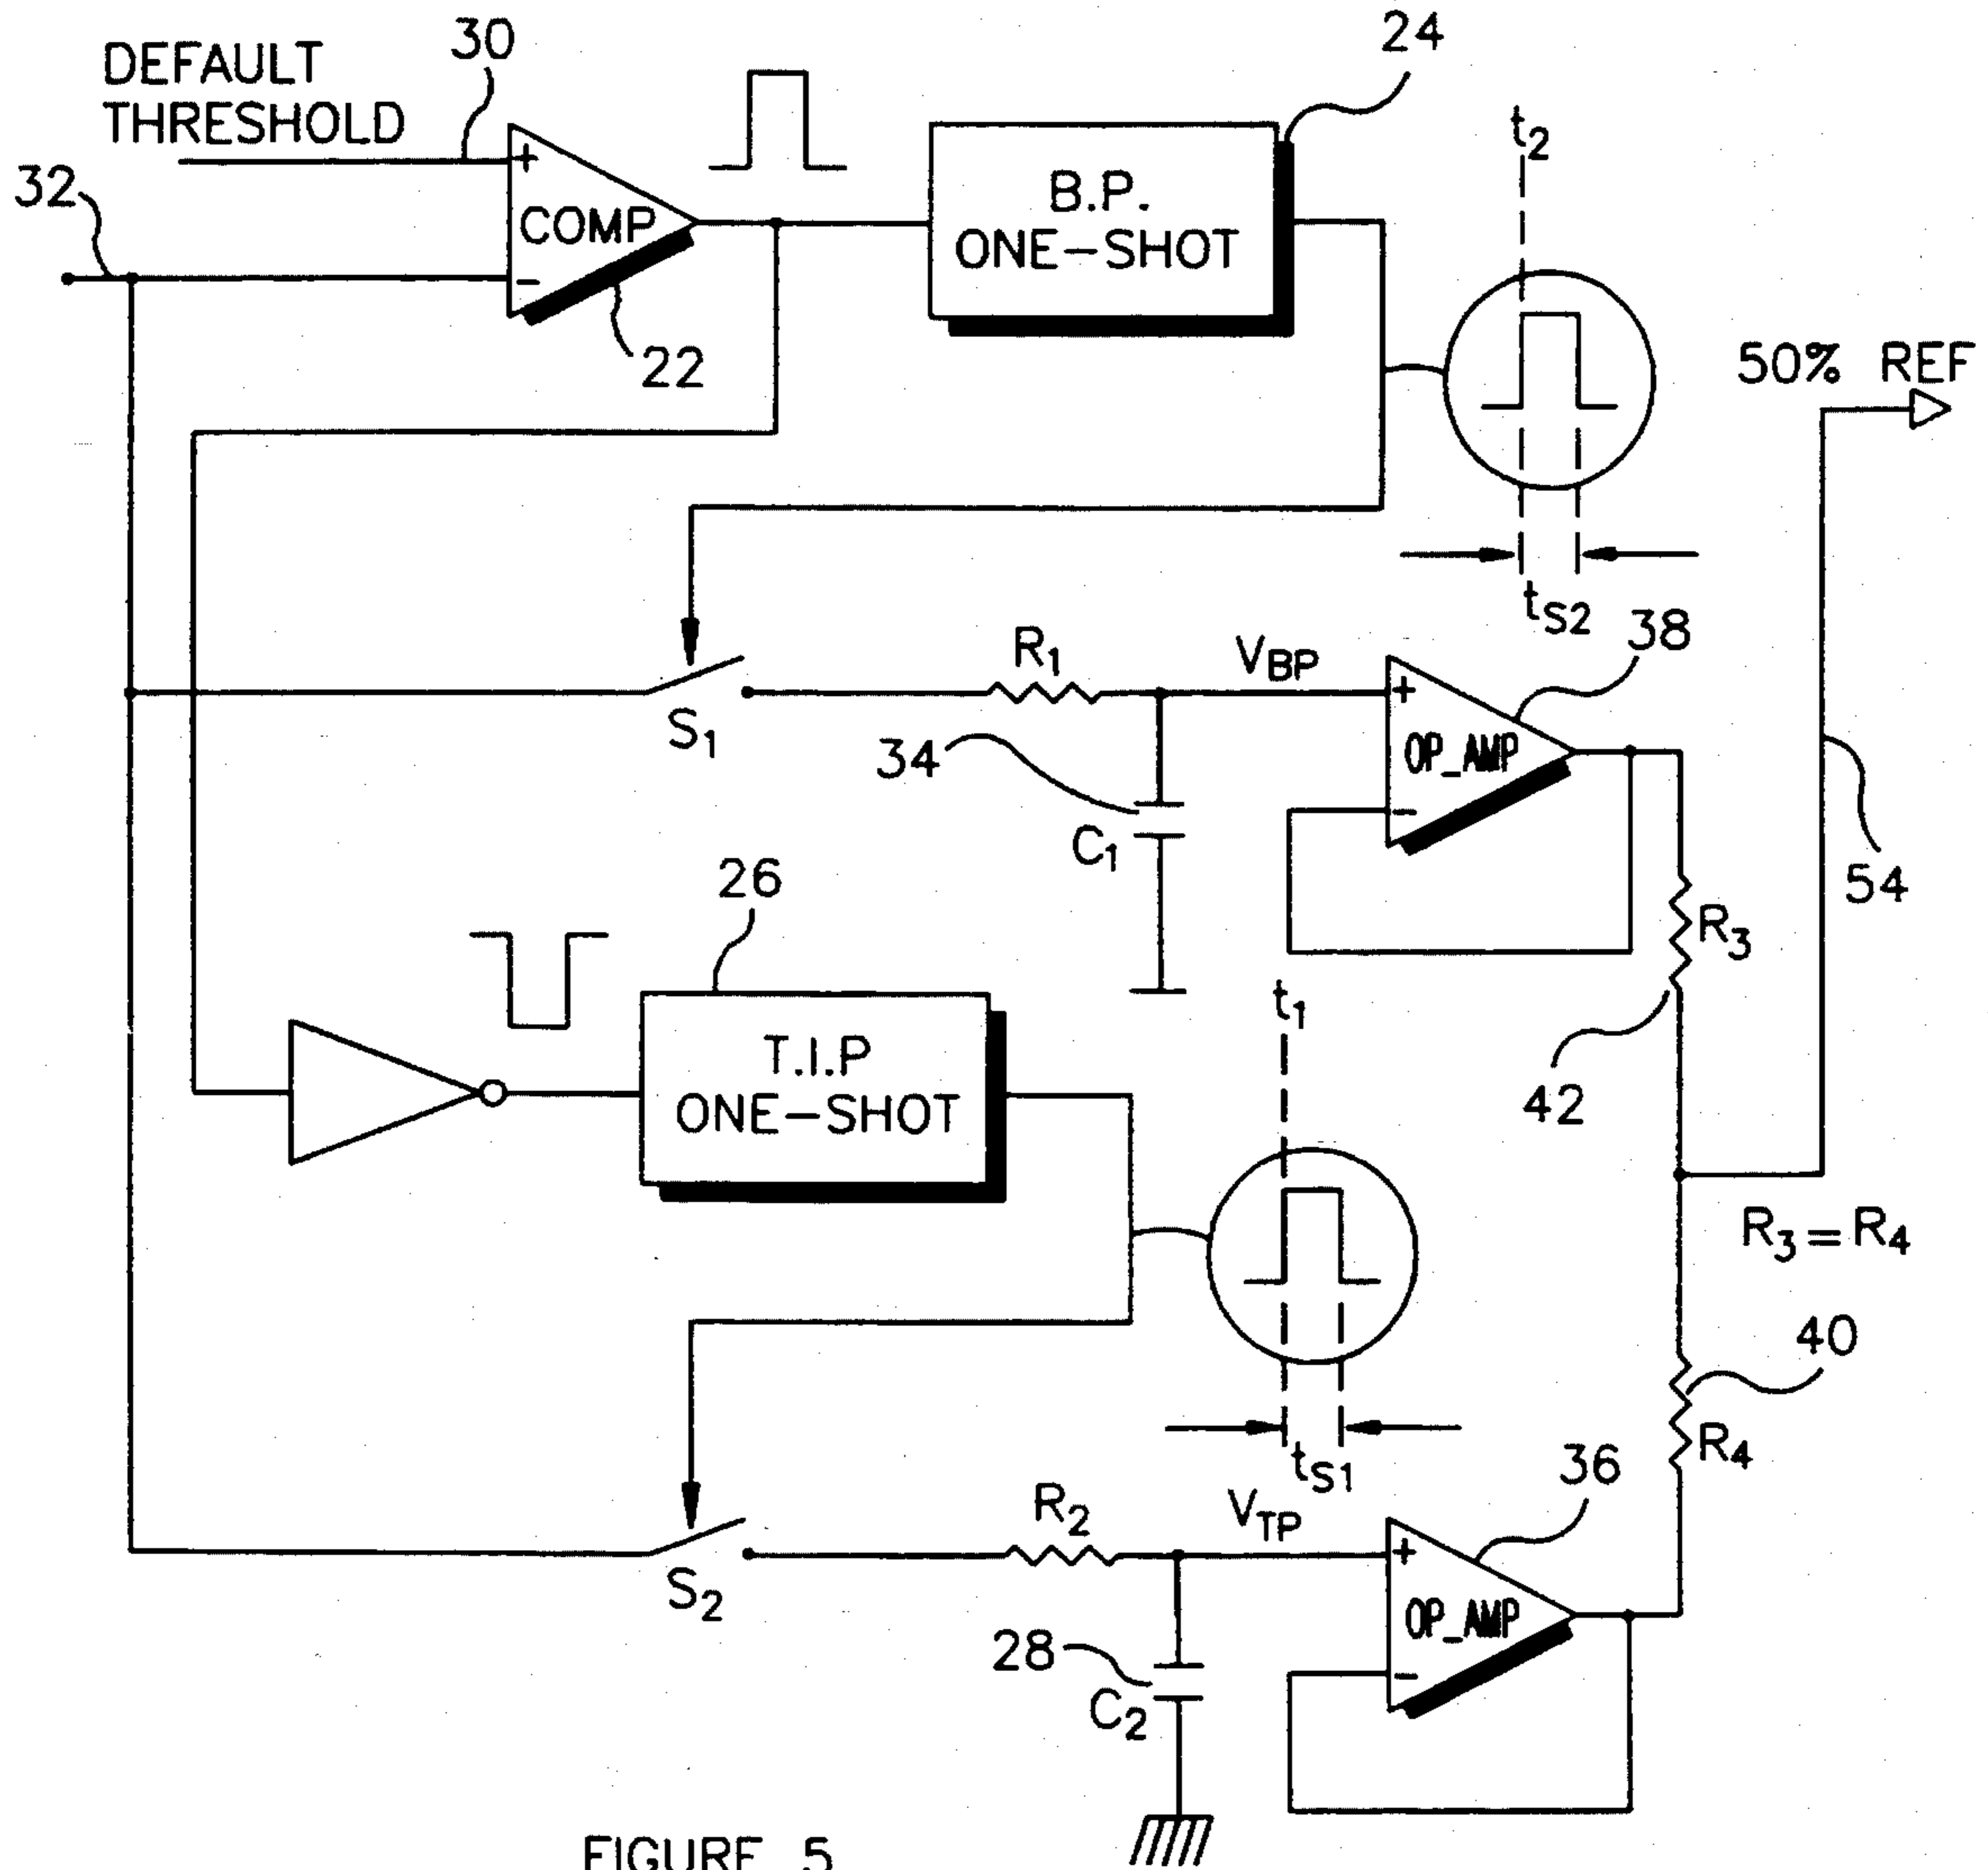 DEFAULT
THRESHOLD
30
24
32
+
COMP
-
22
B.P.
ONE-SHOT
t2
50% REF
tS2
38
S1
R1
VBP
34
C1
+
OP_AMP
-
54
R3
42
26
T.I.P
ONE-SHOT
t1
R3=R4
40
tS1
R4
36
S2
R2
VTP
28
C2
+
OP_AMP
-
FIGURE 5